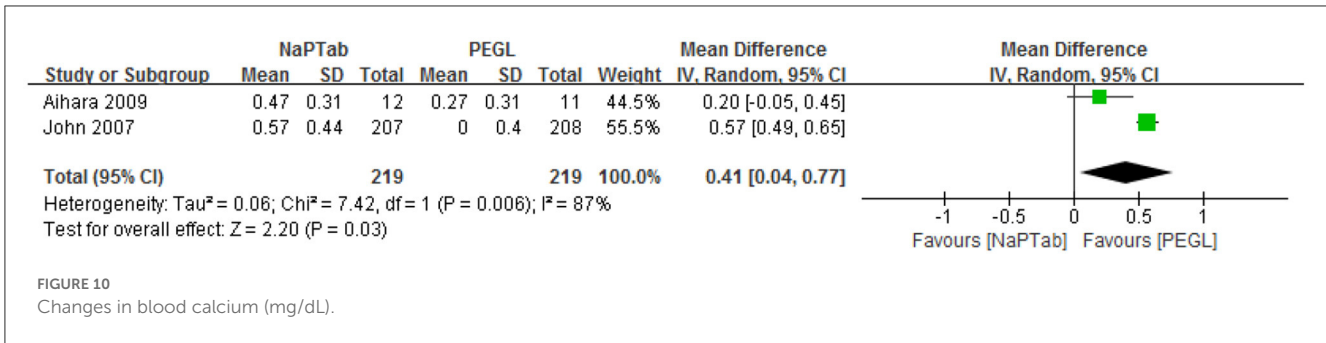 NaPTab PEGL Mean Difference Mean Difference
Study or Subgroup Mean SD Total Mean SD Total Weight IV, Random, 95% CI IV, Random, 95% CI
Aihara 2009 0.47 0.31 12 0.27 0.31 11 44.5% 0.20 [-0.05, 0.45]
John 2007 0.57 0.44 207 0 0.4 208 55.5% 0.57 [0.49, 0.65]
Total (95% CI) 219 219 100.0% 0.41 [0.04, 0.77]
Heterogeneity: Tau² = 0.06; Chi² = 7.42, df = 1 (P = 0.006); I² = 87%
Test for overall effect: Z = 2.20 (P = 0.03)
-1 -0.5 0 0.5 1
Favours [NaPTab] Favours [PEGL]
FIGURE 10
Changes in blood calcium (mg/dL).